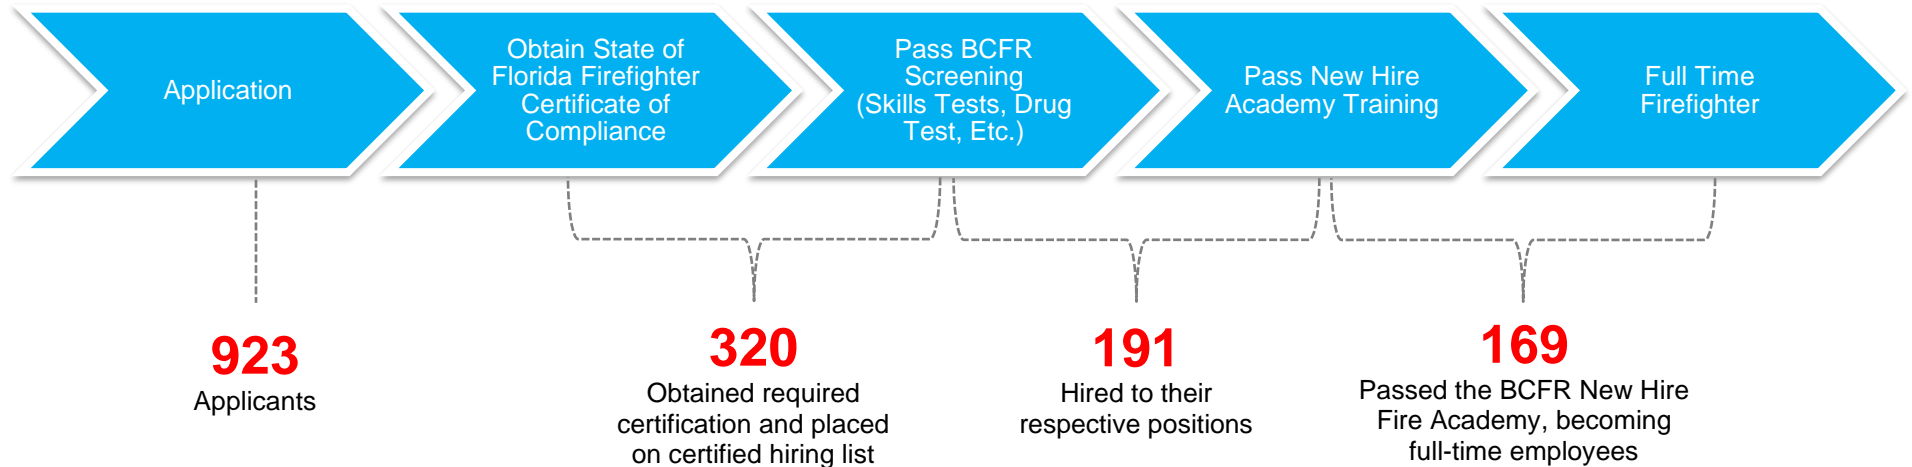 Application
Obtain State of
Florida Firefighter
Certificate of
Compliance
Pass BCFR
Screening
(Skills Tests, Drug
Test, Etc.)
Pass New Hire
Academy Training
Full Time
Firefighter
923
Applicants
320
Obtained required
certification and placed
on certified hiring list
191
Hired to their
respective positions
169
Passed the BCFR New Hire
Fire Academy, becoming
full-time employees